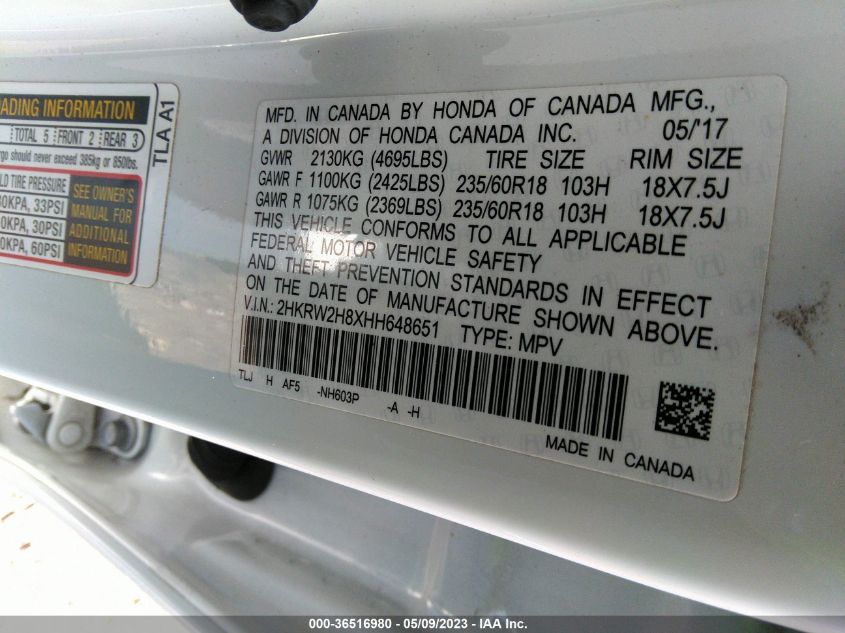 ADING INFORMATION
TOTAL 5 FRONT 2 REAR 3
rgo should never exceed 385kg or 850lbs.
LD TIRE PRESSURE
0KPA, 33PSI
0KPA, 30PSI
0KPA, 60PSI
SEE OWNER'S
MANUAL FOR
ADDITIONAL
INFORMATION
TLA A1
MFD. IN CANADA BY HONDA OF CANADA MFG.,
A DIVISION OF HONDA CANADA INC. 05/'17
GVWR 2130KG (4695LBS) TIRE SIZE RIM SIZE
GAWR F 1100KG (2425LBS) 235/60R18 103H 18X7.5J
GAWR R 1075KG (2369LBS) 235/60R18 103H 18X7.5J
THIS VEHICLE CONFORMS TO ALL APPLICABLE
FEDERAL MOTOR VEHICLE SAFETY
AND THEFT PREVENTION STANDARDS IN EFFECT
ON THE DATE OF MANUFACTURE SHOWN ABOVE.
V.I.N.: 2HKRW2H8XHH648651 TYPE: MPV
TLJ H AF5 -NH603P -A -H
MADE IN CANADA
000-36516980 - 05/09/2023 - IAA Inc.